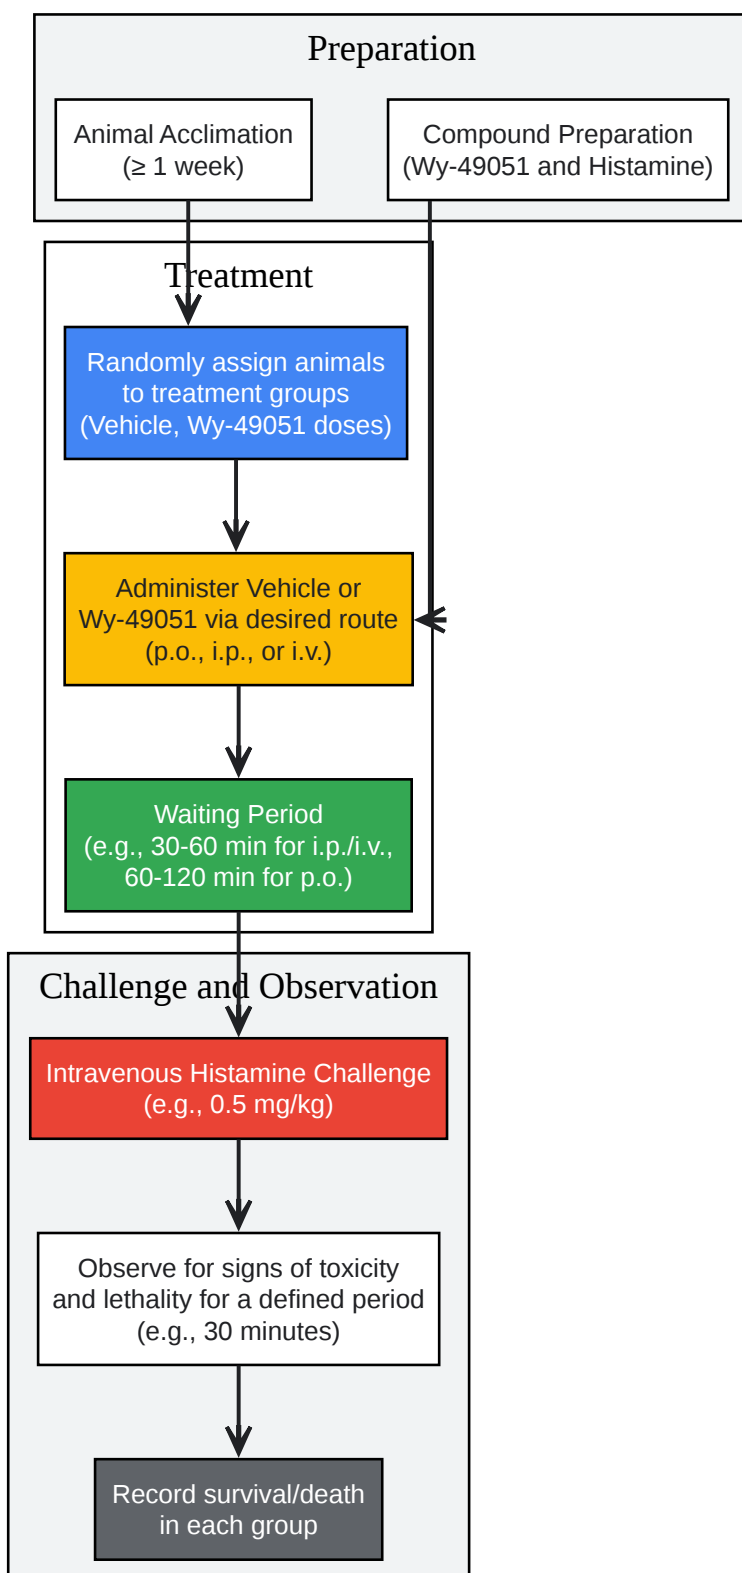 Preparation
Animal Acclimation
(≥ 1 week)
Compound Preparation
(Wy-49051 and Histamine)
Treatment
Randomly assign animals
to treatment groups
(Vehicle, Wy-49051 doses)
Administer Vehicle or
Wy-49051 via desired route
(p.o., i.p., or i.v.)
Waiting Period
(e.g., 30-60 min for i.p./i.v.,
60-120 min for p.o.)
Challenge and Observation
Intravenous Histamine Challenge
(e.g., 0.5 mg/kg)
Observe for signs of toxicity
and lethality for a defined period
(e.g., 30 minutes)
Record survival/death
in each group